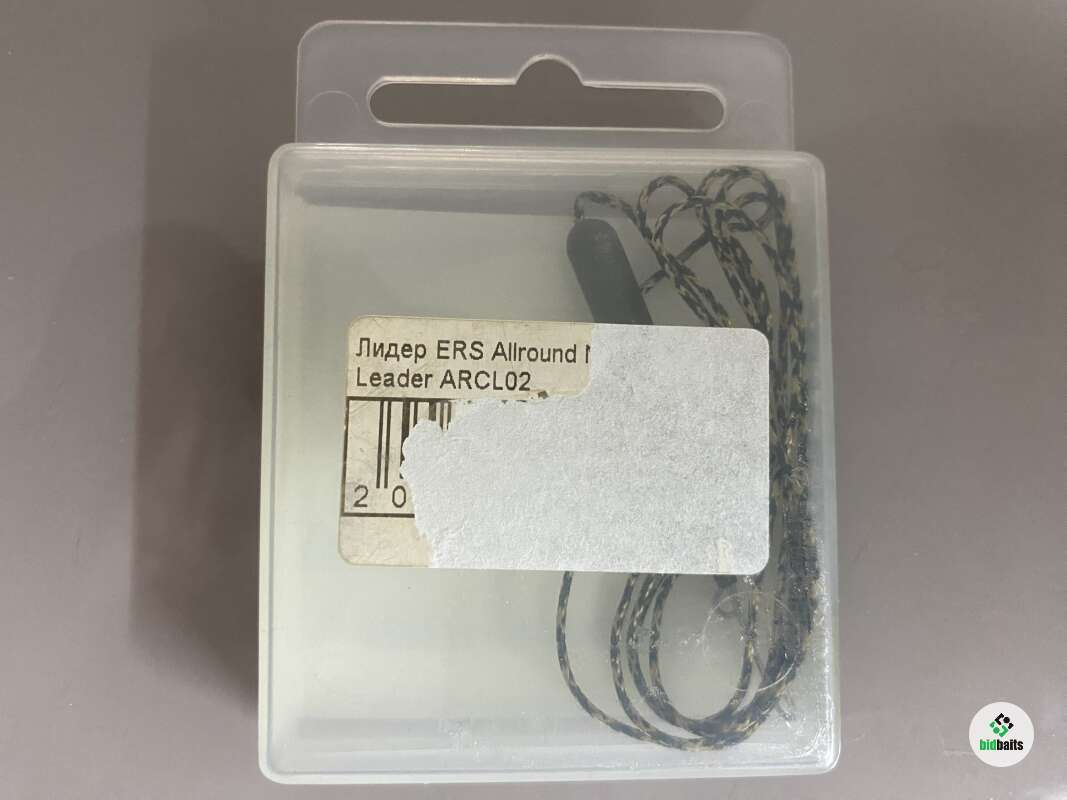 Лидер ERS Allround
Leader ARCL02
2 0
bidbaits